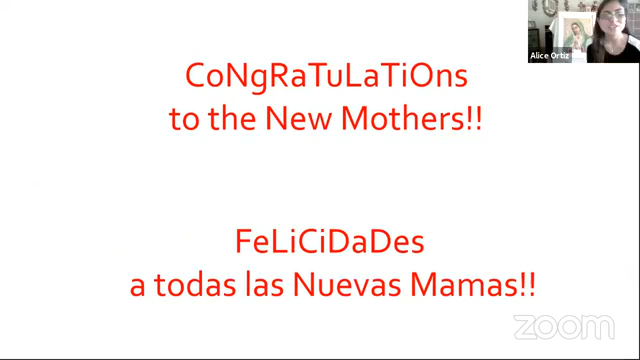 Alice Ortiz
CoNgRaTuLaTiOns
to the New Mothers!!
FeLiCiDaDes
a todas las Nuevas Mamas!!
zoom